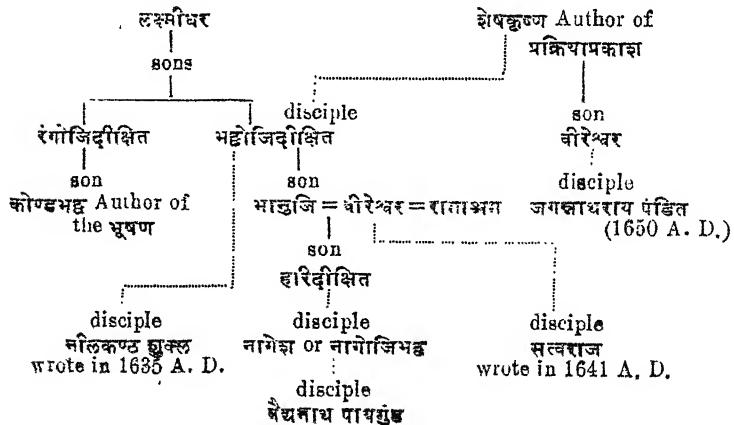 लक्ष्मीधर
शेषकृष्ण Author of
प्रक्रियाप्रकाश
sons
disciple
son
रंगोजिदीक्षित
भट्टोजिदीक्षित
वीरेश्वर
son
son
disciple
कोण्डभट्ट Author of
the भूषण
भानुजि = वीरेश्वर = रामाश्रम
जगन्नाथराय पंडित
(1650 A. D.)
son
हरिदीक्षित
disciple
disciple
disciple
नीलकण्ठ शुक्ल
नागेश or नागोजिभट्ट
सत्वराज
wrote in 1635 A. D.
wrote in 1641 A. D.
disciple
वैद्यनाथ पायगुंड